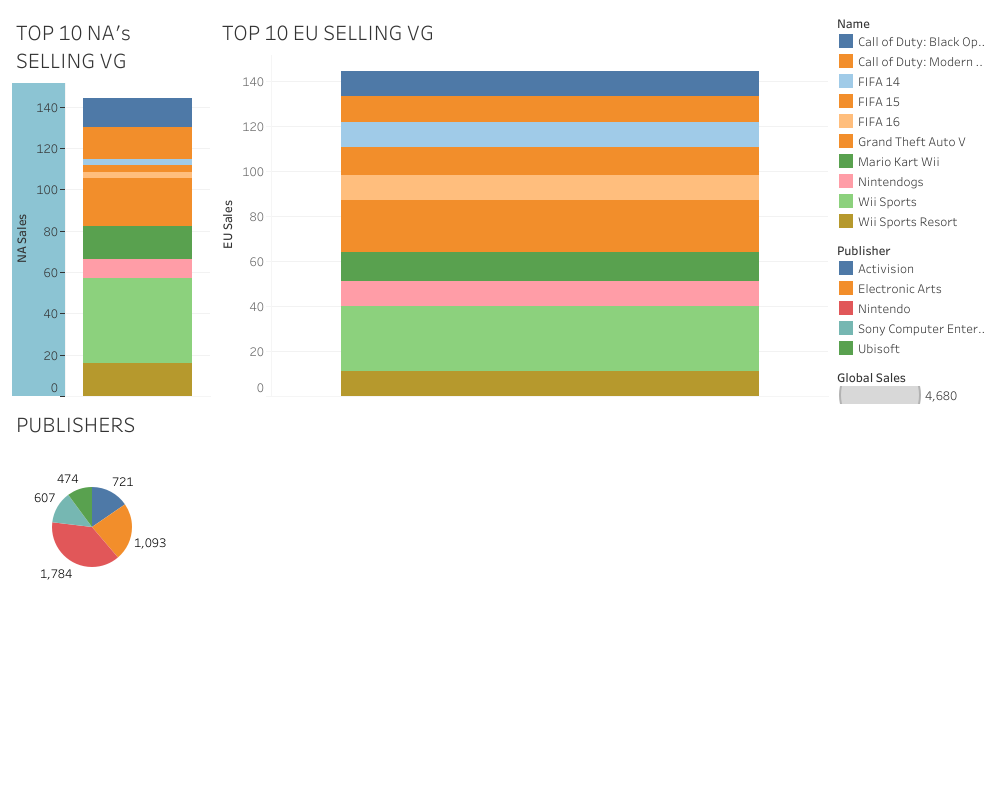 TOP 10 NA's
SELLING VG
140
120
100
80
60
40
20
0
NA Sales
TOP 10 EU SELLING VG
140
120
100
80
60
40
20
0
EU Sales
Name
Call of Duty: Black Op..
Call of Duty: Modern ..
FIFA 14
FIFA 15
FIFA 16
Grand Theft Auto V
Mario Kart Wii
Nintendogs
Wii Sports
Wii Sports Resort
Publisher
Activision
Electronic Arts
Nintendo
Sony Computer Enter..
Ubisoft
Global Sales
4,680
PUBLISHERS
474
721
607
1,093
1,784